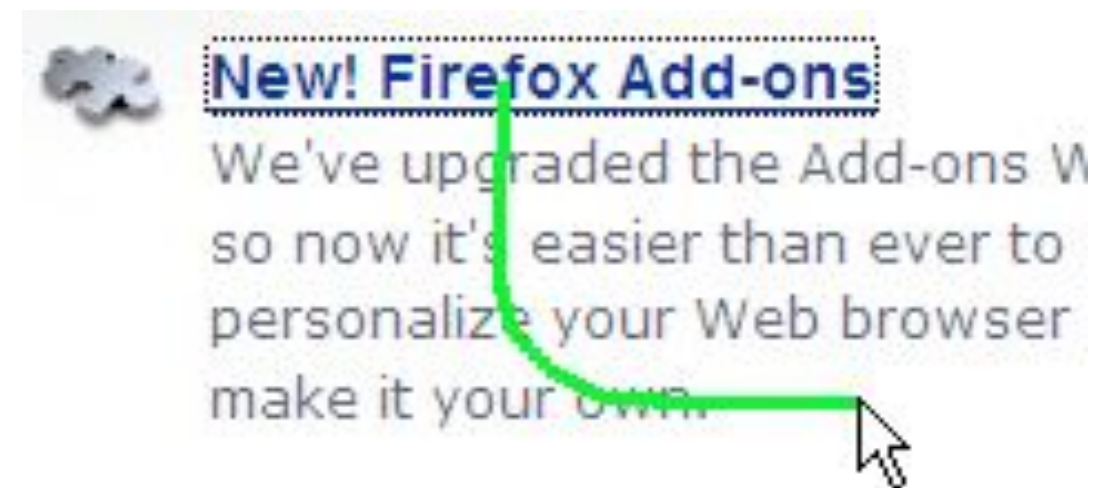 New! Firefox Add-ons
We've upgraded the Add-ons W
so now it's easier than ever to
personalize your Web browser
make it your own.